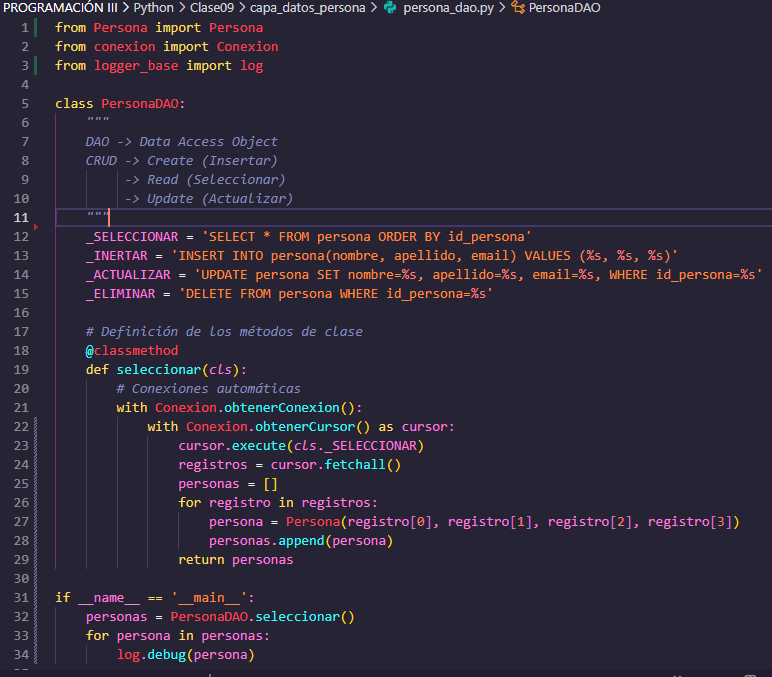 PROGRAMACIÓN III > Python > Clase09 > capa_datos_persona > persona_dao.py > PersonaDAO
1 from Persona import Persona
2 from conexion import Conexion
3 from logger_base import log
4
5 class PersonaDAO:
6 """
7 DAO -> Data Access Object
8 CRUD -> Create (Insertar)
9 -> Read (Seleccionar)
10 -> Update (Actualizar)
11 """
12 _SELECCIONAR = 'SELECT * FROM persona ORDER BY id_persona'
13 _INERTAR = 'INSERT INTO persona(nombre, apellido, email) VALUES (%s, %s, %s)'
14 _ACTUALIZAR = 'UPDATE persona SET nombre=%s, apellido=%s, email=%s, WHERE id_persona=%s'
15 _ELIMINAR = 'DELETE FROM persona WHERE id_persona=%s'
16
17 # Definición de los métodos de clase
18 @classmethod
19 def seleccionar(cls):
20 # Conexiones automáticas
21 with Conexion.obtenerConexion():
22 with Conexion.obtenerCursor() as cursor:
23 cursor.execute(cls._SELECCIONAR)
24 registros = cursor.fetchall()
25 personas = []
26 for registro in registros:
27 persona = Persona(registro[0], registro[1], registro[2], registro[3])
28 personas.append(persona)
29 return personas
30
31 if __name__ == '__main__':
32 personas = PersonaDAO.seleccionar()
33 for persona in personas:
34 log.debug(persona)